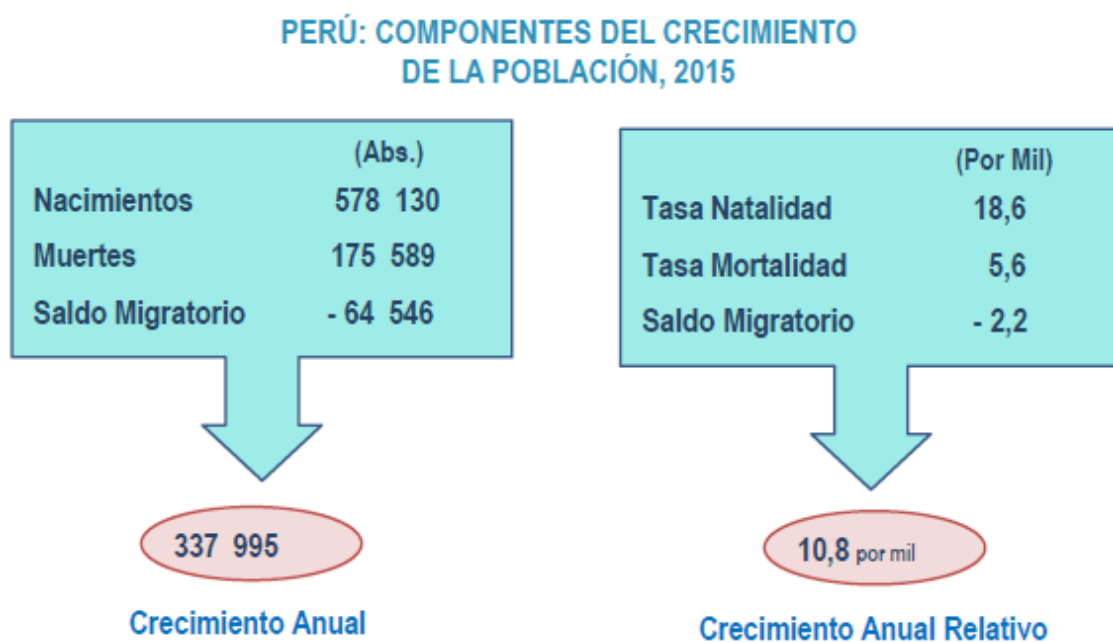 PERÚ: COMPONENTES DEL CRECIMIENTO
DE LA POBLACIÓN, 2015
(Abs.)
Nacimientos 578 130
Muertes 175 589
Saldo Migratorio - 64 546
337 995
Crecimiento Anual
(Por Mil)
Tasa Natalidad 18,6
Tasa Mortalidad 5,6
Saldo Migratorio - 2,2
10,8 por mil
Crecimiento Anual Relativo